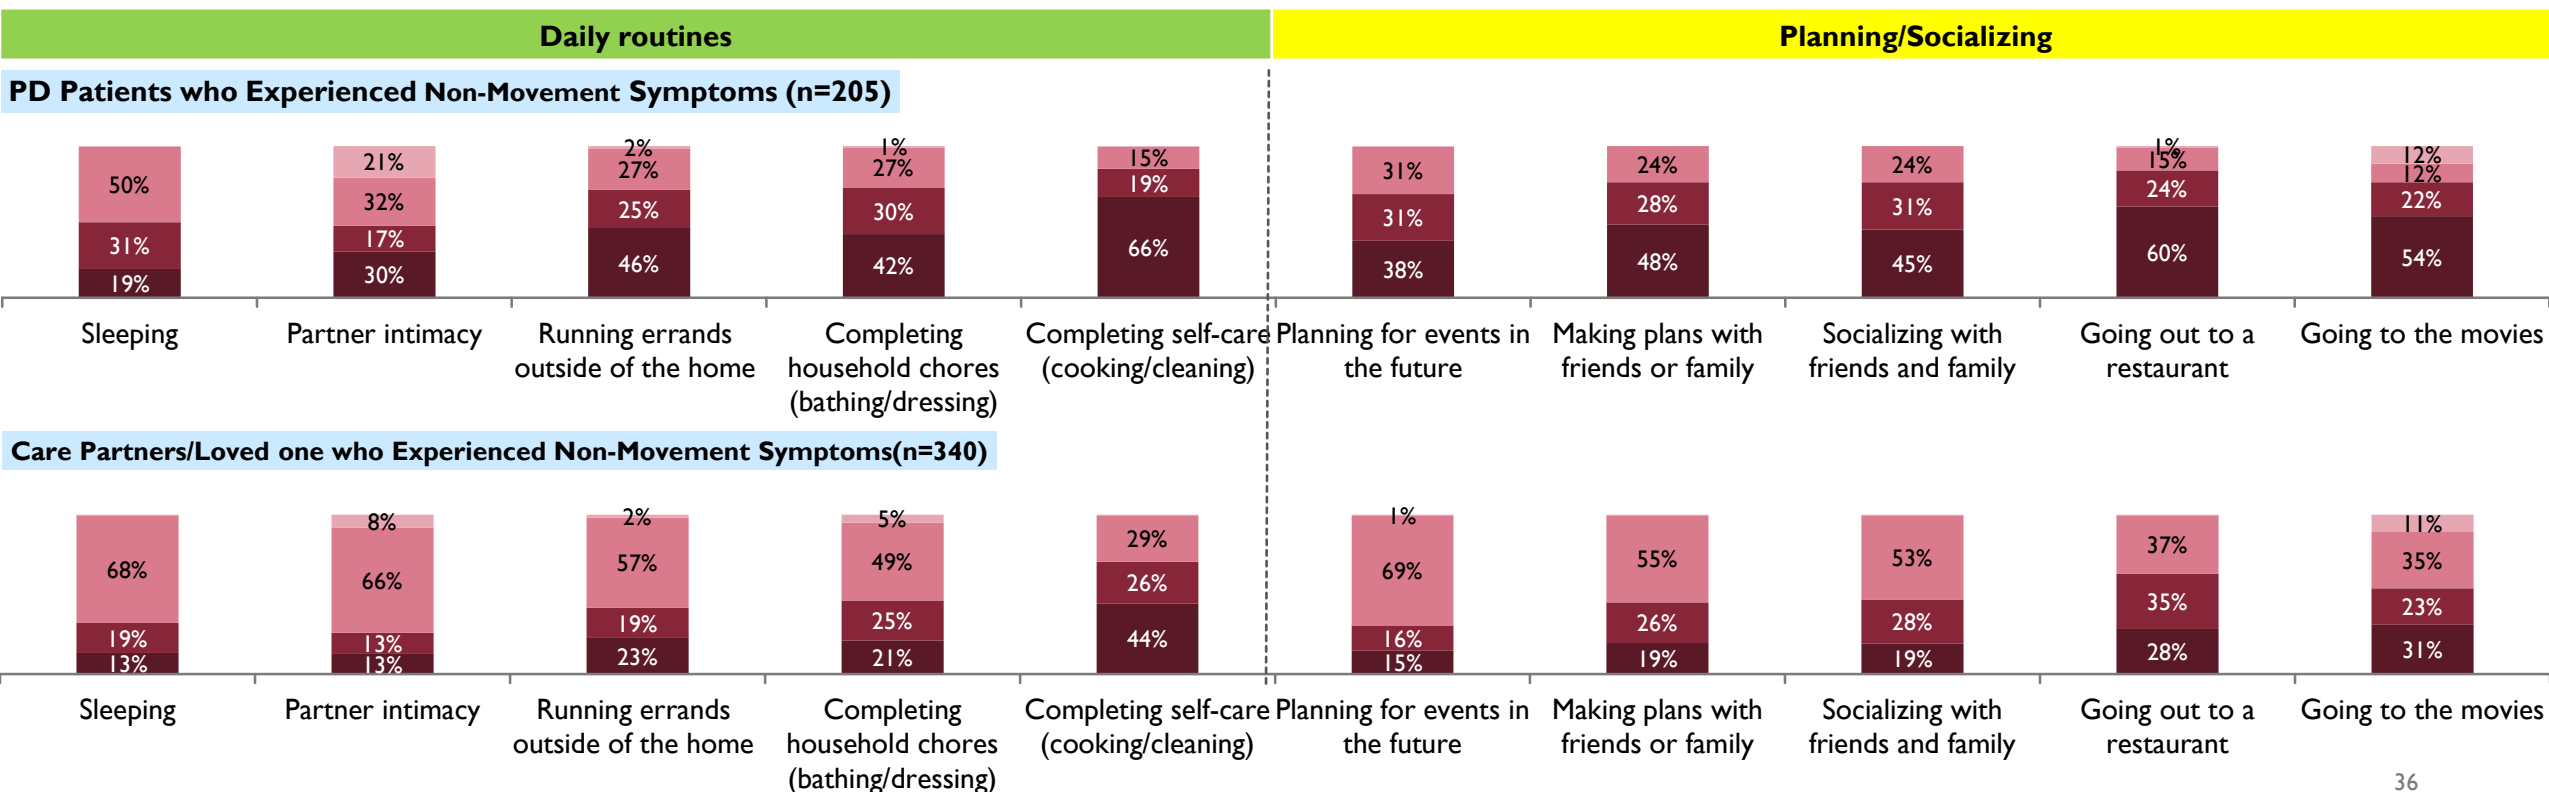 Daily routines
Planning/Socializing
PD Patients who Experienced Non-Movement Symptoms (n=205)
50%
31%
19%
21%
32%
17%
30%
2%
27%
25%
46%
1%
27%
30%
42%
15%
19%
66%
31%
31%
38%
24%
28%
48%
24%
31%
45%
1%
15%
24%
60%
12%
12%
22%
54%
Sleeping
Partner intimacy
Running errands
outside of the home
Completing
household chores
(bathing/dressing)
Completing self-care
(cooking/cleaning)
Planning for events in
the future
Making plans with
friends or family
Socializing with
friends and family
Going out to a
restaurant
Going to the movies
Care Partners/Loved one who Experienced Non-Movement Symptoms(n=340)
68%
19%
13%
8%
66%
13%
13%
2%
57%
19%
23%
5%
49%
25%
21%
29%
26%
44%
1%
69%
16%
15%
55%
26%
19%
53%
28%
19%
37%
35%
28%
11%
35%
23%
31%
Sleeping
Partner intimacy
Running errands
outside of the home
Completing
household chores
(bathing/dressing)
Completing self-care
(cooking/cleaning)
Planning for events in
the future
Making plans with
friends or family
Socializing with
friends and family
Going out to a
restaurant
Going to the movies
36